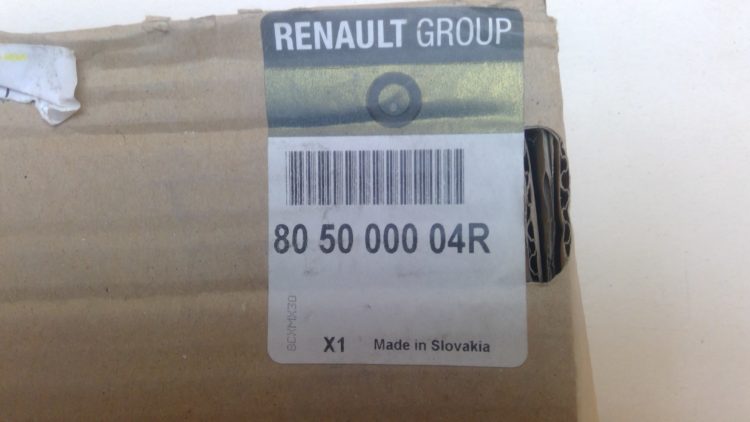 RENAULT GROUP
80 50 000 04R
X1 Made in Slovakia